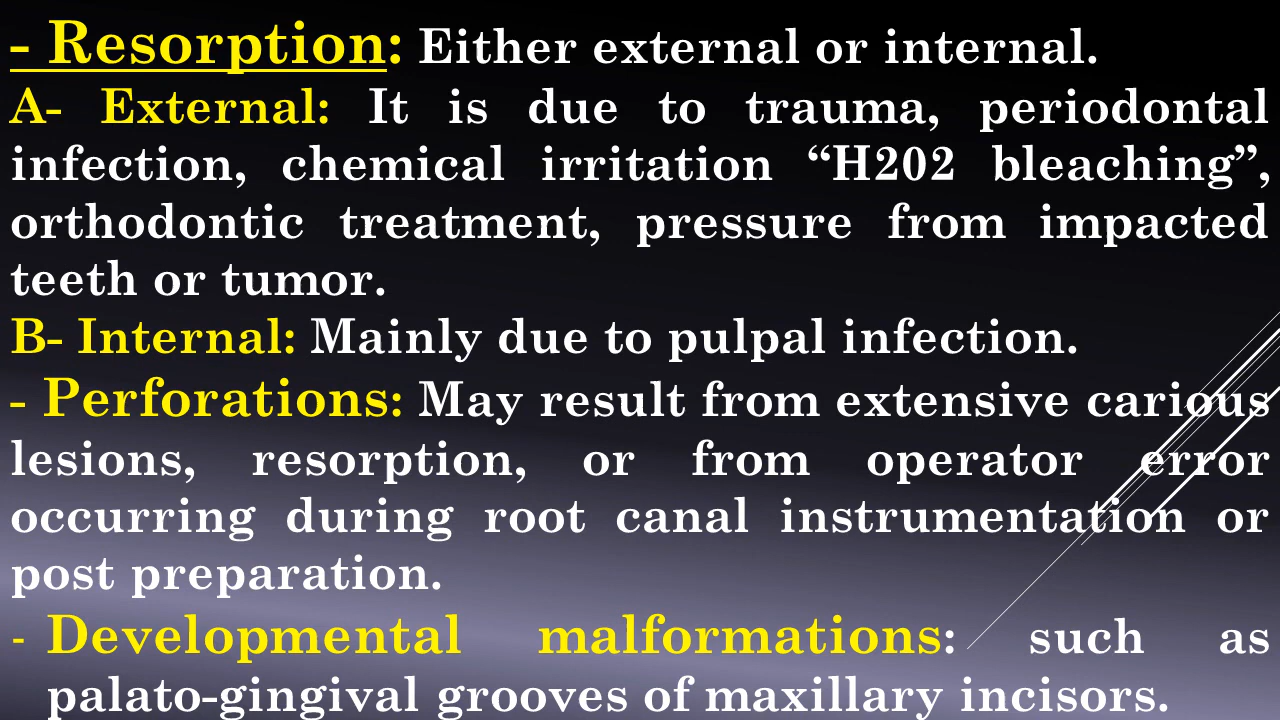 - Resorption: Either external or internal.
A- External: It is due to trauma, periodontal
infection, chemical irritation “H202 bleaching”,
orthodontic treatment, pressure from impacted
teeth or tumor.
B- Internal: Mainly due to pulpal infection.
- Perforations: May result from extensive carious
lesions, resorption, or from operator error
occurring during root canal instrumentation or
post preparation.
- Developmental malformations: such as
palato-gingival grooves of maxillary incisors.